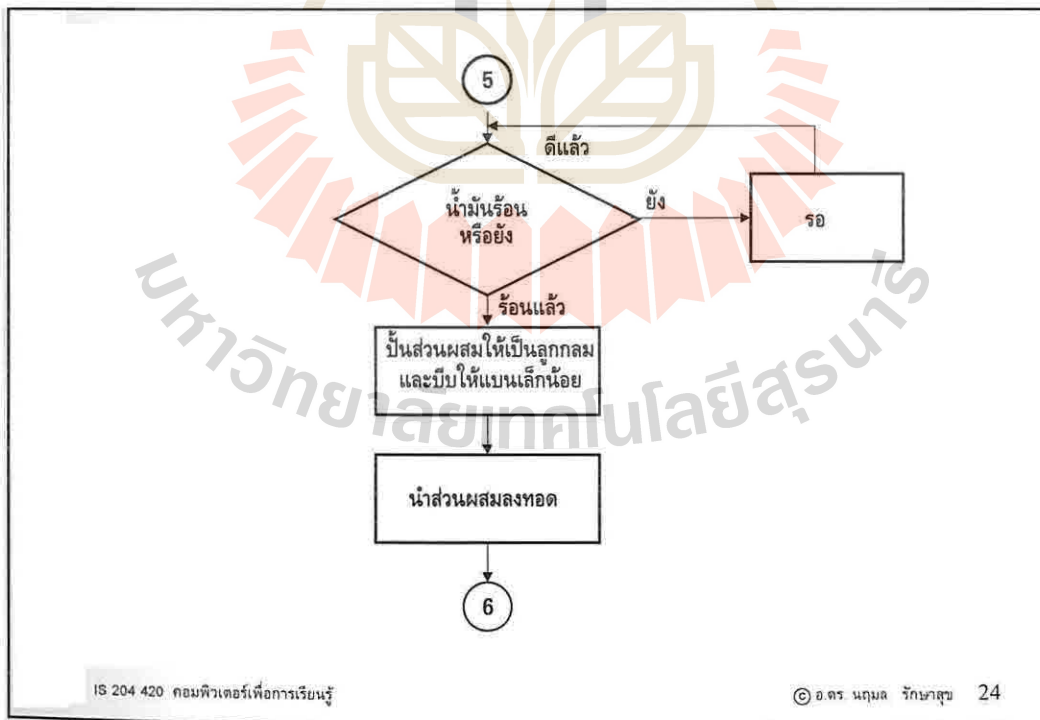 5
ดีแล้ว
น้ำมันร้อน
หรือยัง
ยัง
รอ
ร้อนแล้ว
ปั้นส่วนผสมให้เป็นลูกกลม
และบีบให้แบนเล็กน้อย
นำส่วนผสมลงทอด
6
มหาวิทยาลัยเทคโนโลยีสุรนารี
IS 204 420 คอมพิวเตอร์เพื่อการเรียนรู้
© อ.ดร. นฤมล รักษาสุข 24